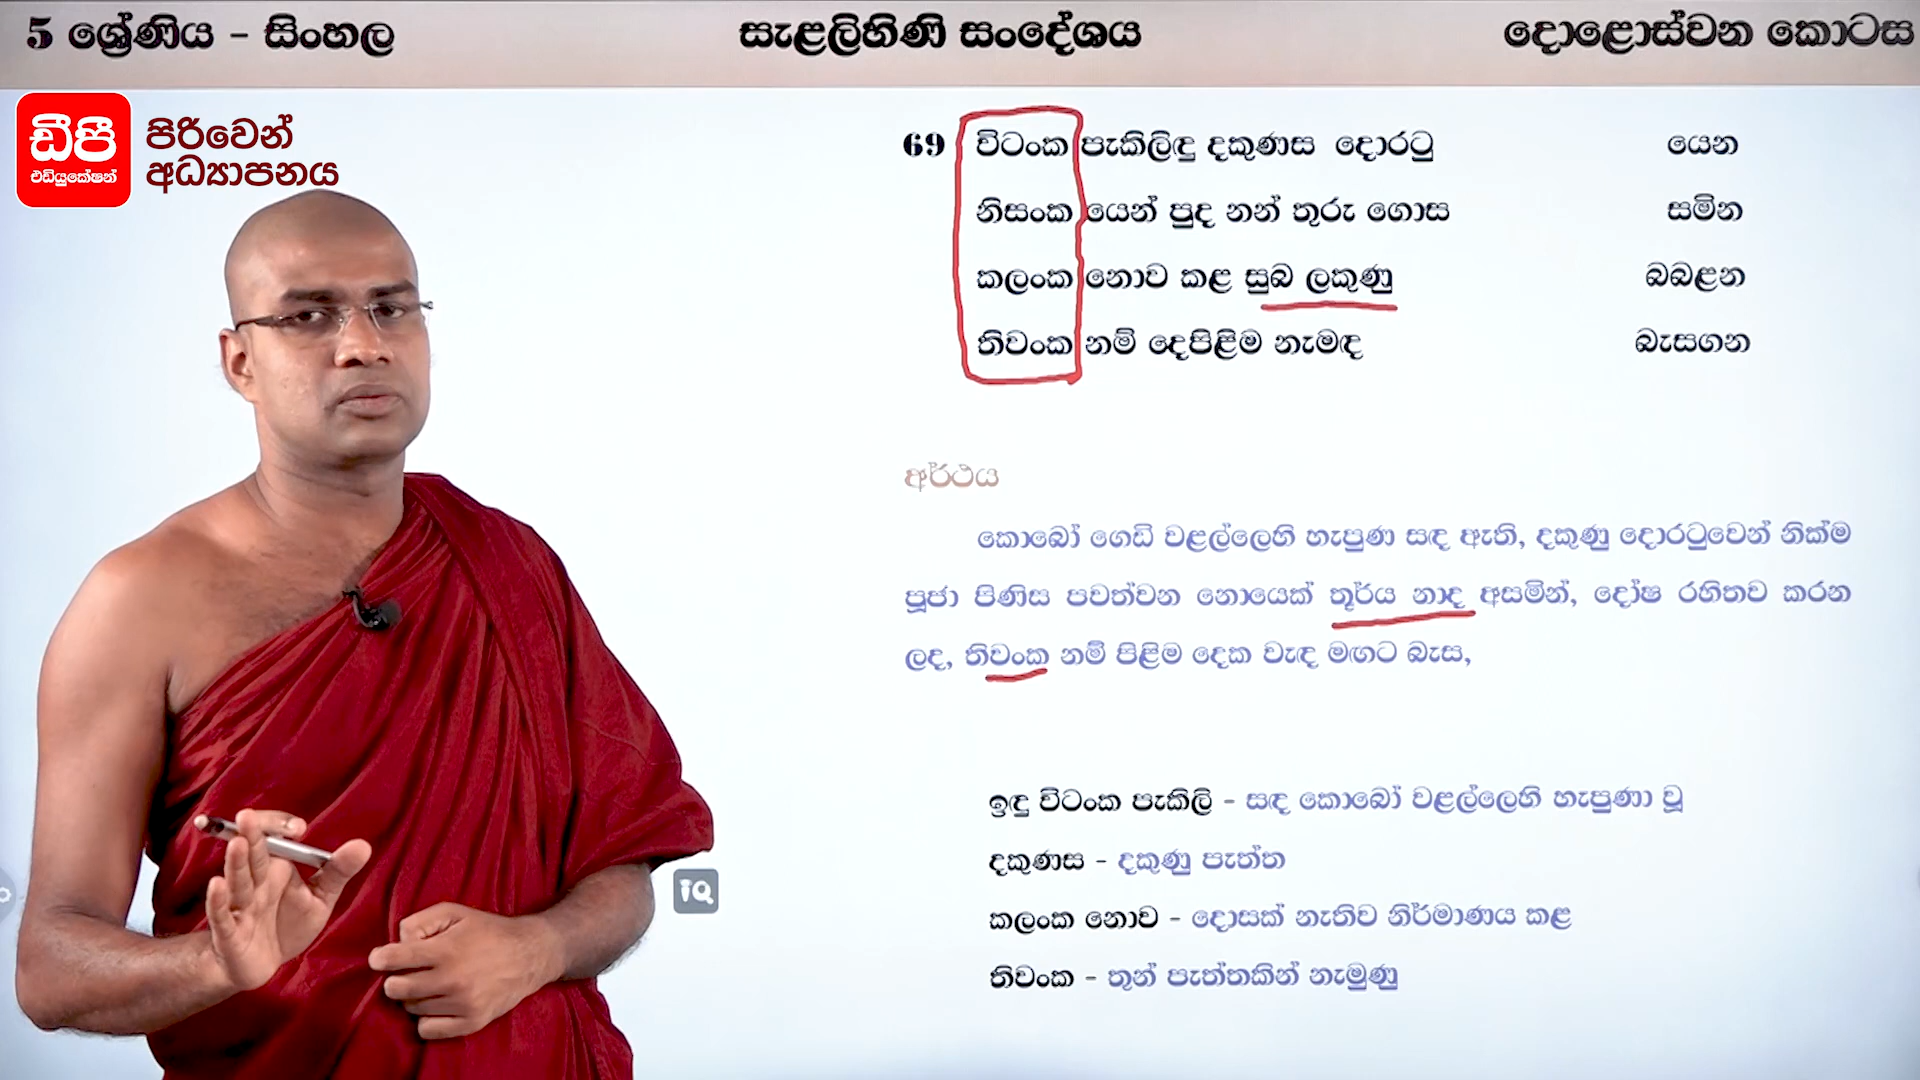 5 ශ්‍රේණිය - සිංහල
සැළලිහිණි සංදේශය
දොළොස්වන කොටස
ඩීපී
එඩියුකේෂන්
පිරිවෙන්
අධ්‍යාපනය
69 විටංක පැකිලිඳු දකුණස දොරටු යෙන
නිසංක යෙන් පුද නන් තුරු ගොස සමින
කලංක නොව කළ සුබ ලකුණු බබළන
තිවංක නම් දෙපිළිම නැමඳ බැසගන
අර්ථය
කොබෝ ගෙඩි වළල්ලෙහි හැපුණ සඳ ඇති, දකුණු දොරටුවෙන් නික්ම
පූජා පිණිස පවත්වන නොයෙක් තූර්ය නාද අසමින්, දෝෂ රහිතව කරන
ලද, තිවංක නම් පිළිම දෙක වැඳ මඟට බැස,
ඉඳු විටංක පැකිලි - සඳ කොබෝ වළල්ලෙහි හැපුණා වූ
දකුණස - දකුණු පැත්ත
කලංක නොව - දොසක් නැතිව නිර්මාණය කළ
තිවංක - තුන් පැත්තකින් නැමුණු
IQ